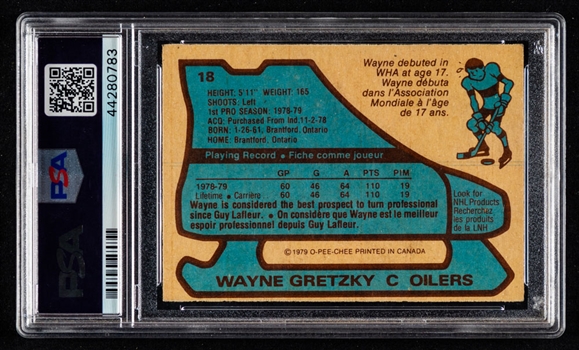 44280783
PSA
PSA
18
HEIGHT: 5'11" WEIGHT: 165
SHOOTS: Left
1st PRO SEASON: 1978-79
ACQ: Purchased From Ind. 11-2-78
BORN: 1-26-61, Brantford, Ontario
HOME: Brantford, Ontario
Wayne debuted in
WHA at age 17.
Wayne débuta
dans l'Association
Mondiale à l'âge
de 17 ans.
Playing Record • Fiche comme joueur
GP G A PTS PIM
1978-79 60 46 64 110 19
Lifetime • Carrière 60 46 64 110 19
Wayne is considered the best prospect to turn professional
since Guy Lafleur. • On considère que Wayne est le meilleur
espoir professionnel depuis Guy Lafleur.
Look for
NHL Products
Recherchez
les produits
de la LNH
© 1979 O-PEE-CHEE PRINTED IN CANADA
WAYNE GRETZKY C OILERS